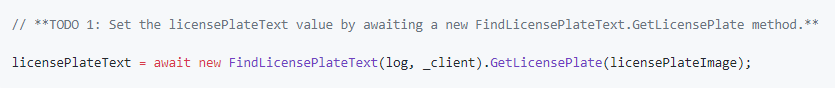 // **TODO 1: Set the licensePlateText value by awaiting a new FindLicensePlateText.GetLicensePlate method.**
licensePlateText = await new FindLicensePlateText(log, _client).GetLicensePlate(licensePlateImage);